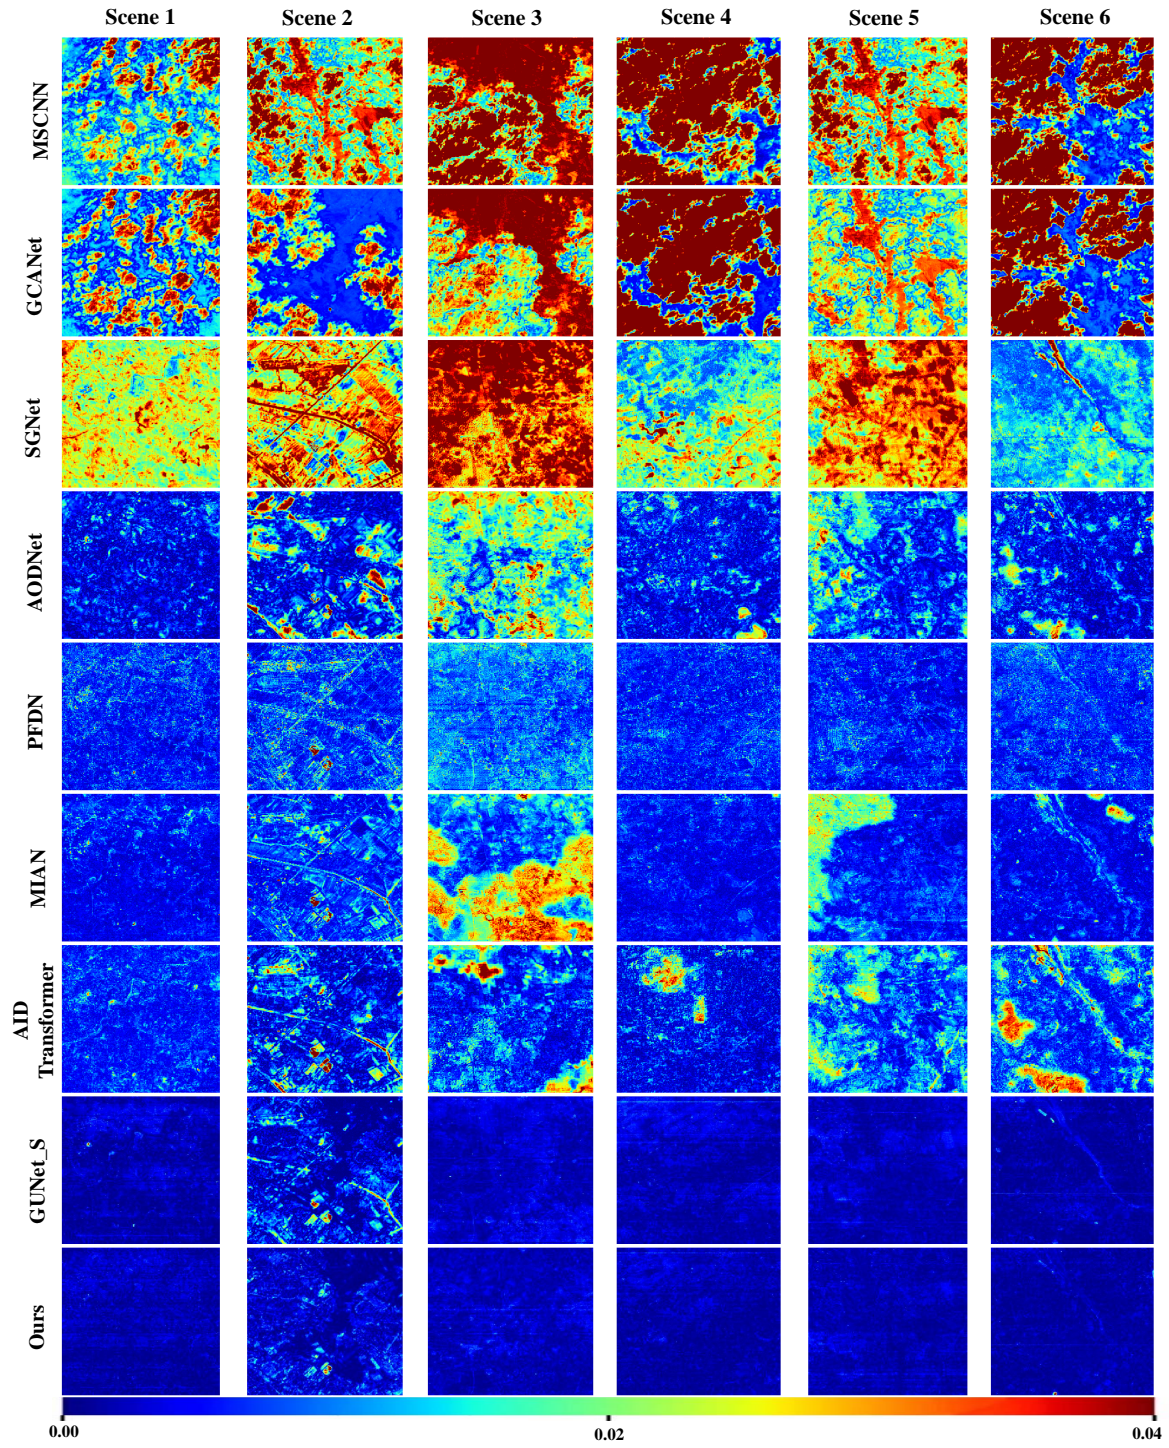 Scene 1 Scene 2 Scene 3 Scene 4 Scene 5 Scene 6
MSCNN
GCANet
SGNet
AODNet
PFDN
MIAN
AID
Transformer
GUNet_S
Ours
0.00 0.02 0.04